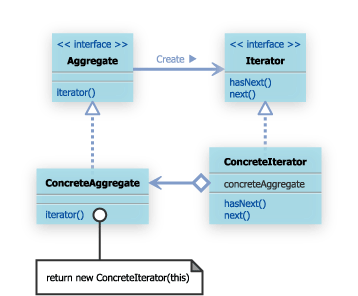 << interface >>
Aggregate
iterator()
Create ▶
<< interface >>
Iterator
hasNext()
next()
ConcreteAggregate
iterator()
ConcreteIterator
concreteAggregate
hasNext()
next()
return new ConcreteIterator(this)